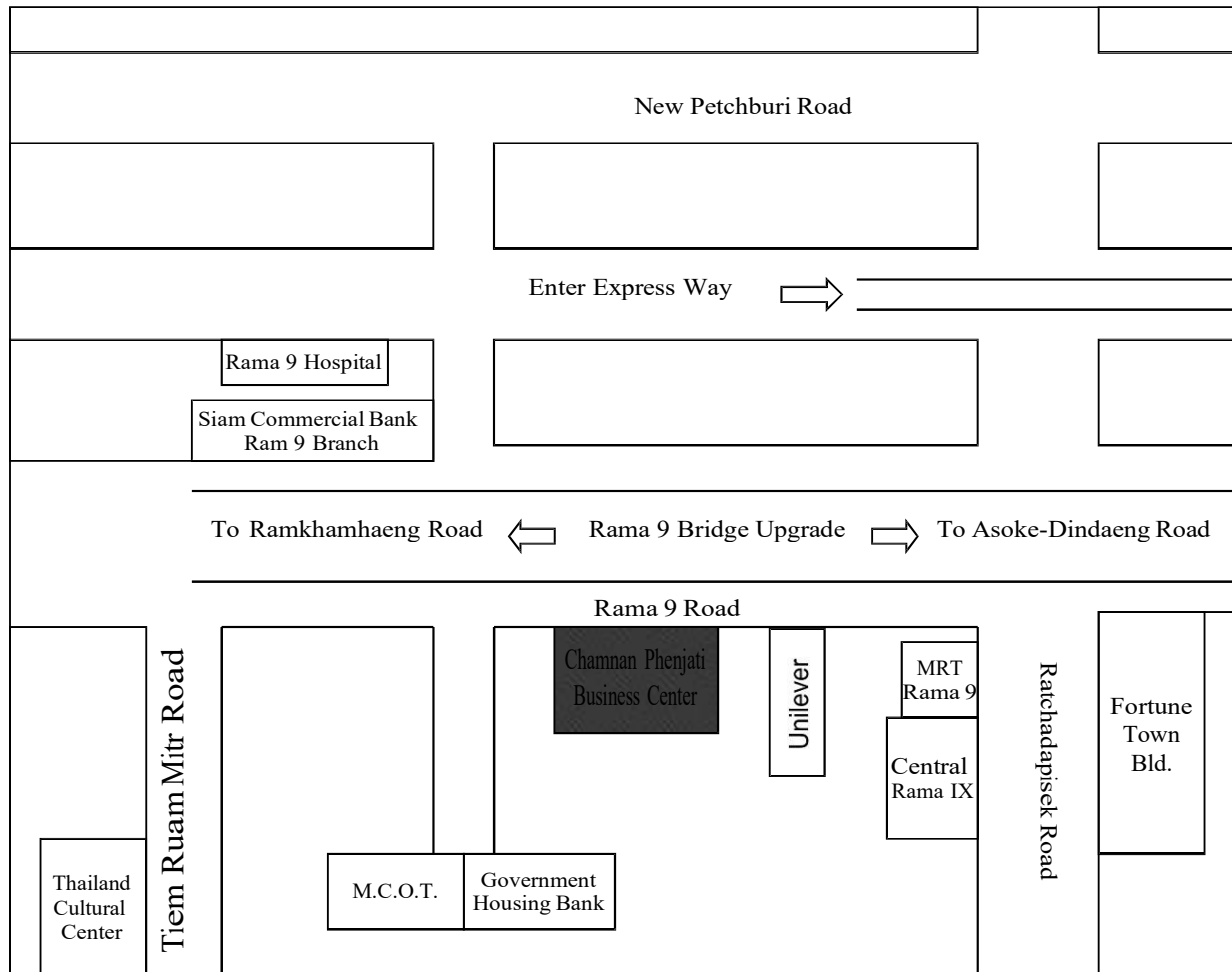 New Petchburi Road
Enter Express Way
Rama 9 Hospital
Siam Commercial Bank
Ram 9 Branch
To Ramkhamhaeng Road
Rama 9 Bridge Upgrade
To Asoke-Dindaeng Road
Rama 9 Road
Tiem Ruam Mitr Road
Chamnan Phenjati
Business Center
Unilever
MRT
Rama 9
Central
Rama IX
Ratchadapisek Road
Fortune
Town
Bld.
Thailand
Cultural
Center
M.C.O.T.
Government
Housing Bank